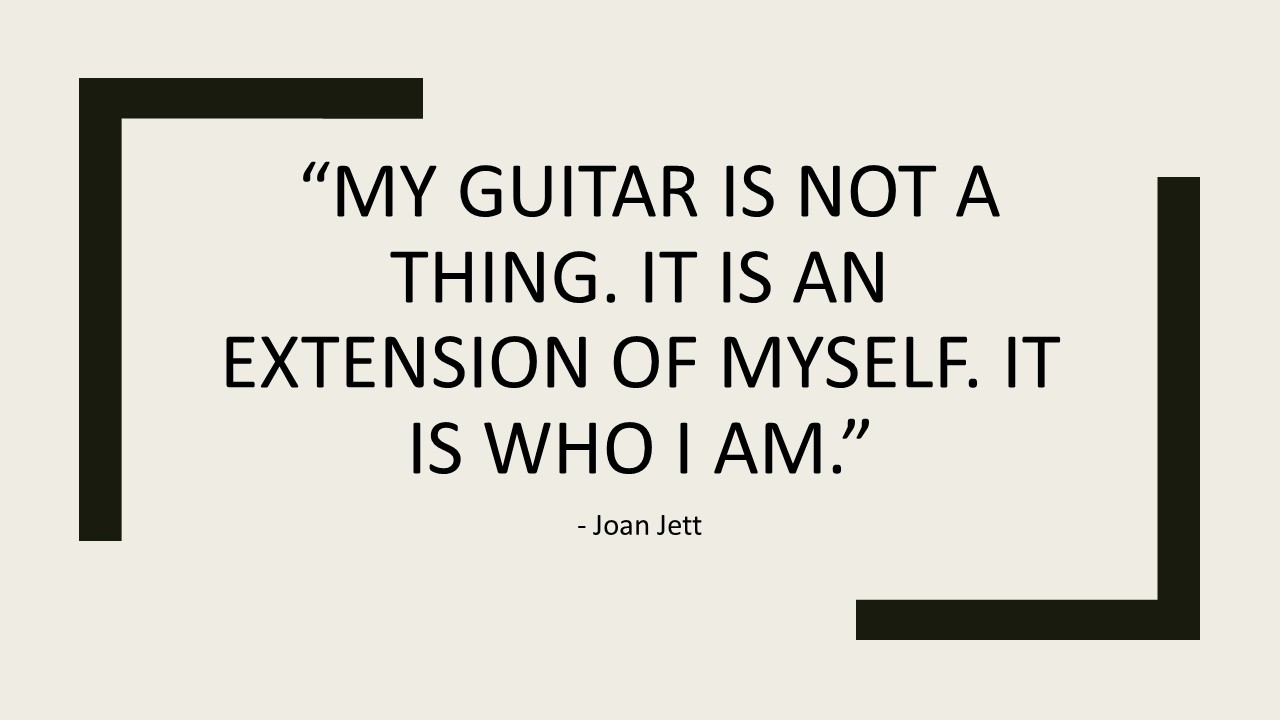 “MY GUITAR IS NOT A
THING. IT IS AN
EXTENSION OF MYSELF. IT
IS WHO I AM.”
- Joan Jett